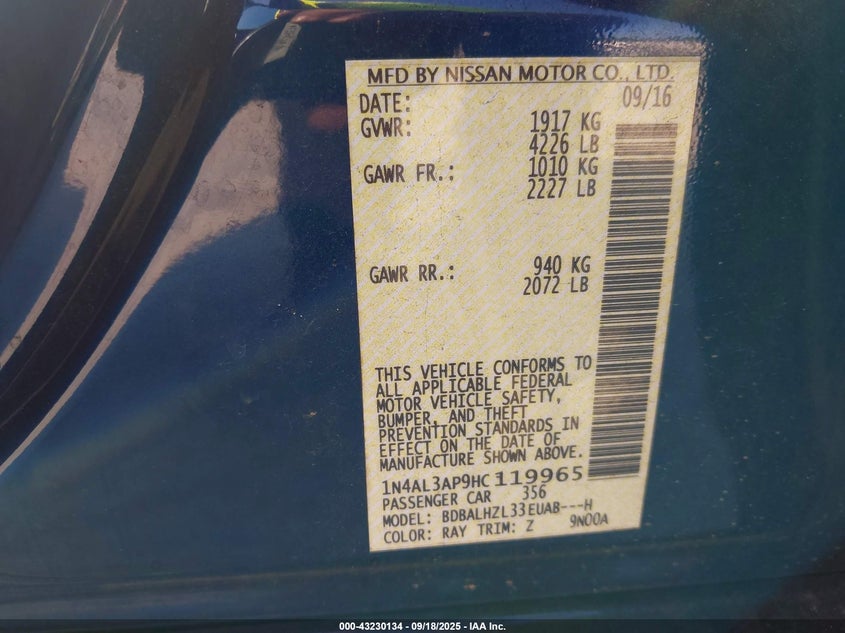 MFD BY NISSAN MOTOR CO., LTD.
DATE: 09/16
GVWR: 1917 KG
4226 LB
GAWR FR.: 1010 KG
2227 LB
GAWR RR.: 940 KG
2072 LB
THIS VEHICLE CONFORMS TO
ALL APPLICABLE FEDERAL
MOTOR VEHICLE SAFETY,
BUMPER, AND THEFT
PREVENTION STANDARDS IN
EFFECT ON THE DATE OF
MANUFACTURE SHOWN ABOVE.
1N4AL3AP9HC119965
PASSENGER CAR 356
MODEL: BDBALHZL33EUAB---H
COLOR: RAY TRIM: Z 9N00A
000-43230134 - 09/18/2025 - IAA Inc.